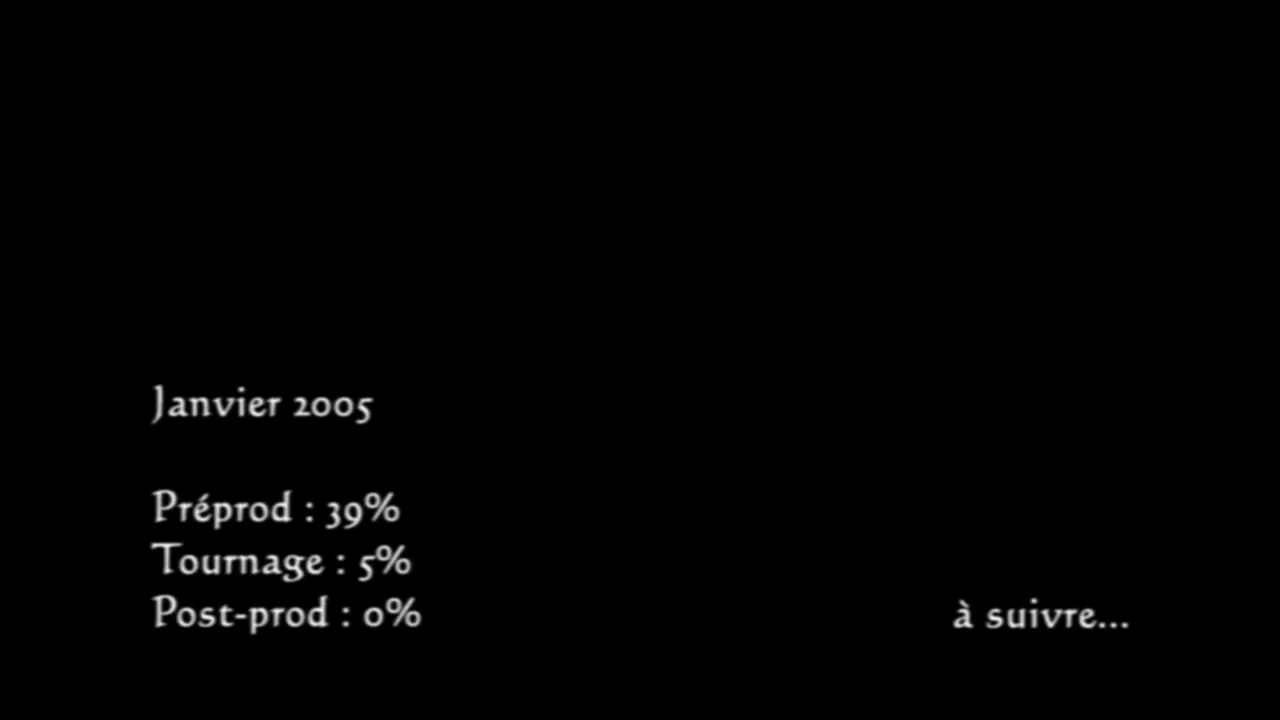 Janvier 2005
Préprod : 39%
Tournage : 5%
Post-prod : 0%
à suivre...